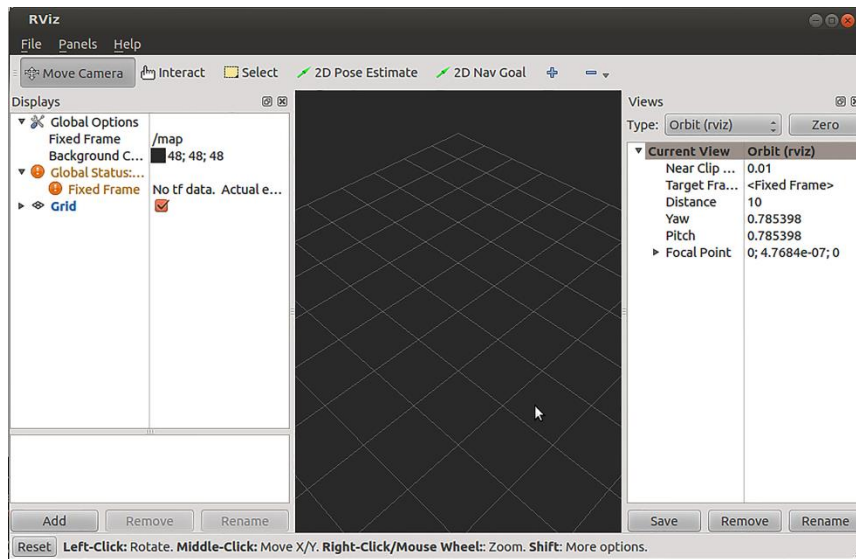 RViz
File Panels Help
Move Camera Interact Select 2D Pose Estimate 2D Nav Goal
Displays
Global Options
Fixed Frame /map
Background C... 48; 48; 48
Global Status:...
Fixed Frame No tf data. Actual e...
Grid
Add Remove Rename
Views
Type: Orbit (rviz) Zero
Current View Orbit (rviz)
Near Clip ... 0.01
Target Fra... <Fixed Frame>
Distance 10
Yaw 0.785398
Pitch 0.785398
Focal Point 0; 4.7684e-07; 0
Save Remove Rename
Reset Left-Click: Rotate. Middle-Click: Move X/Y. Right-Click/Mouse Wheel:: Zoom. Shift: More options.